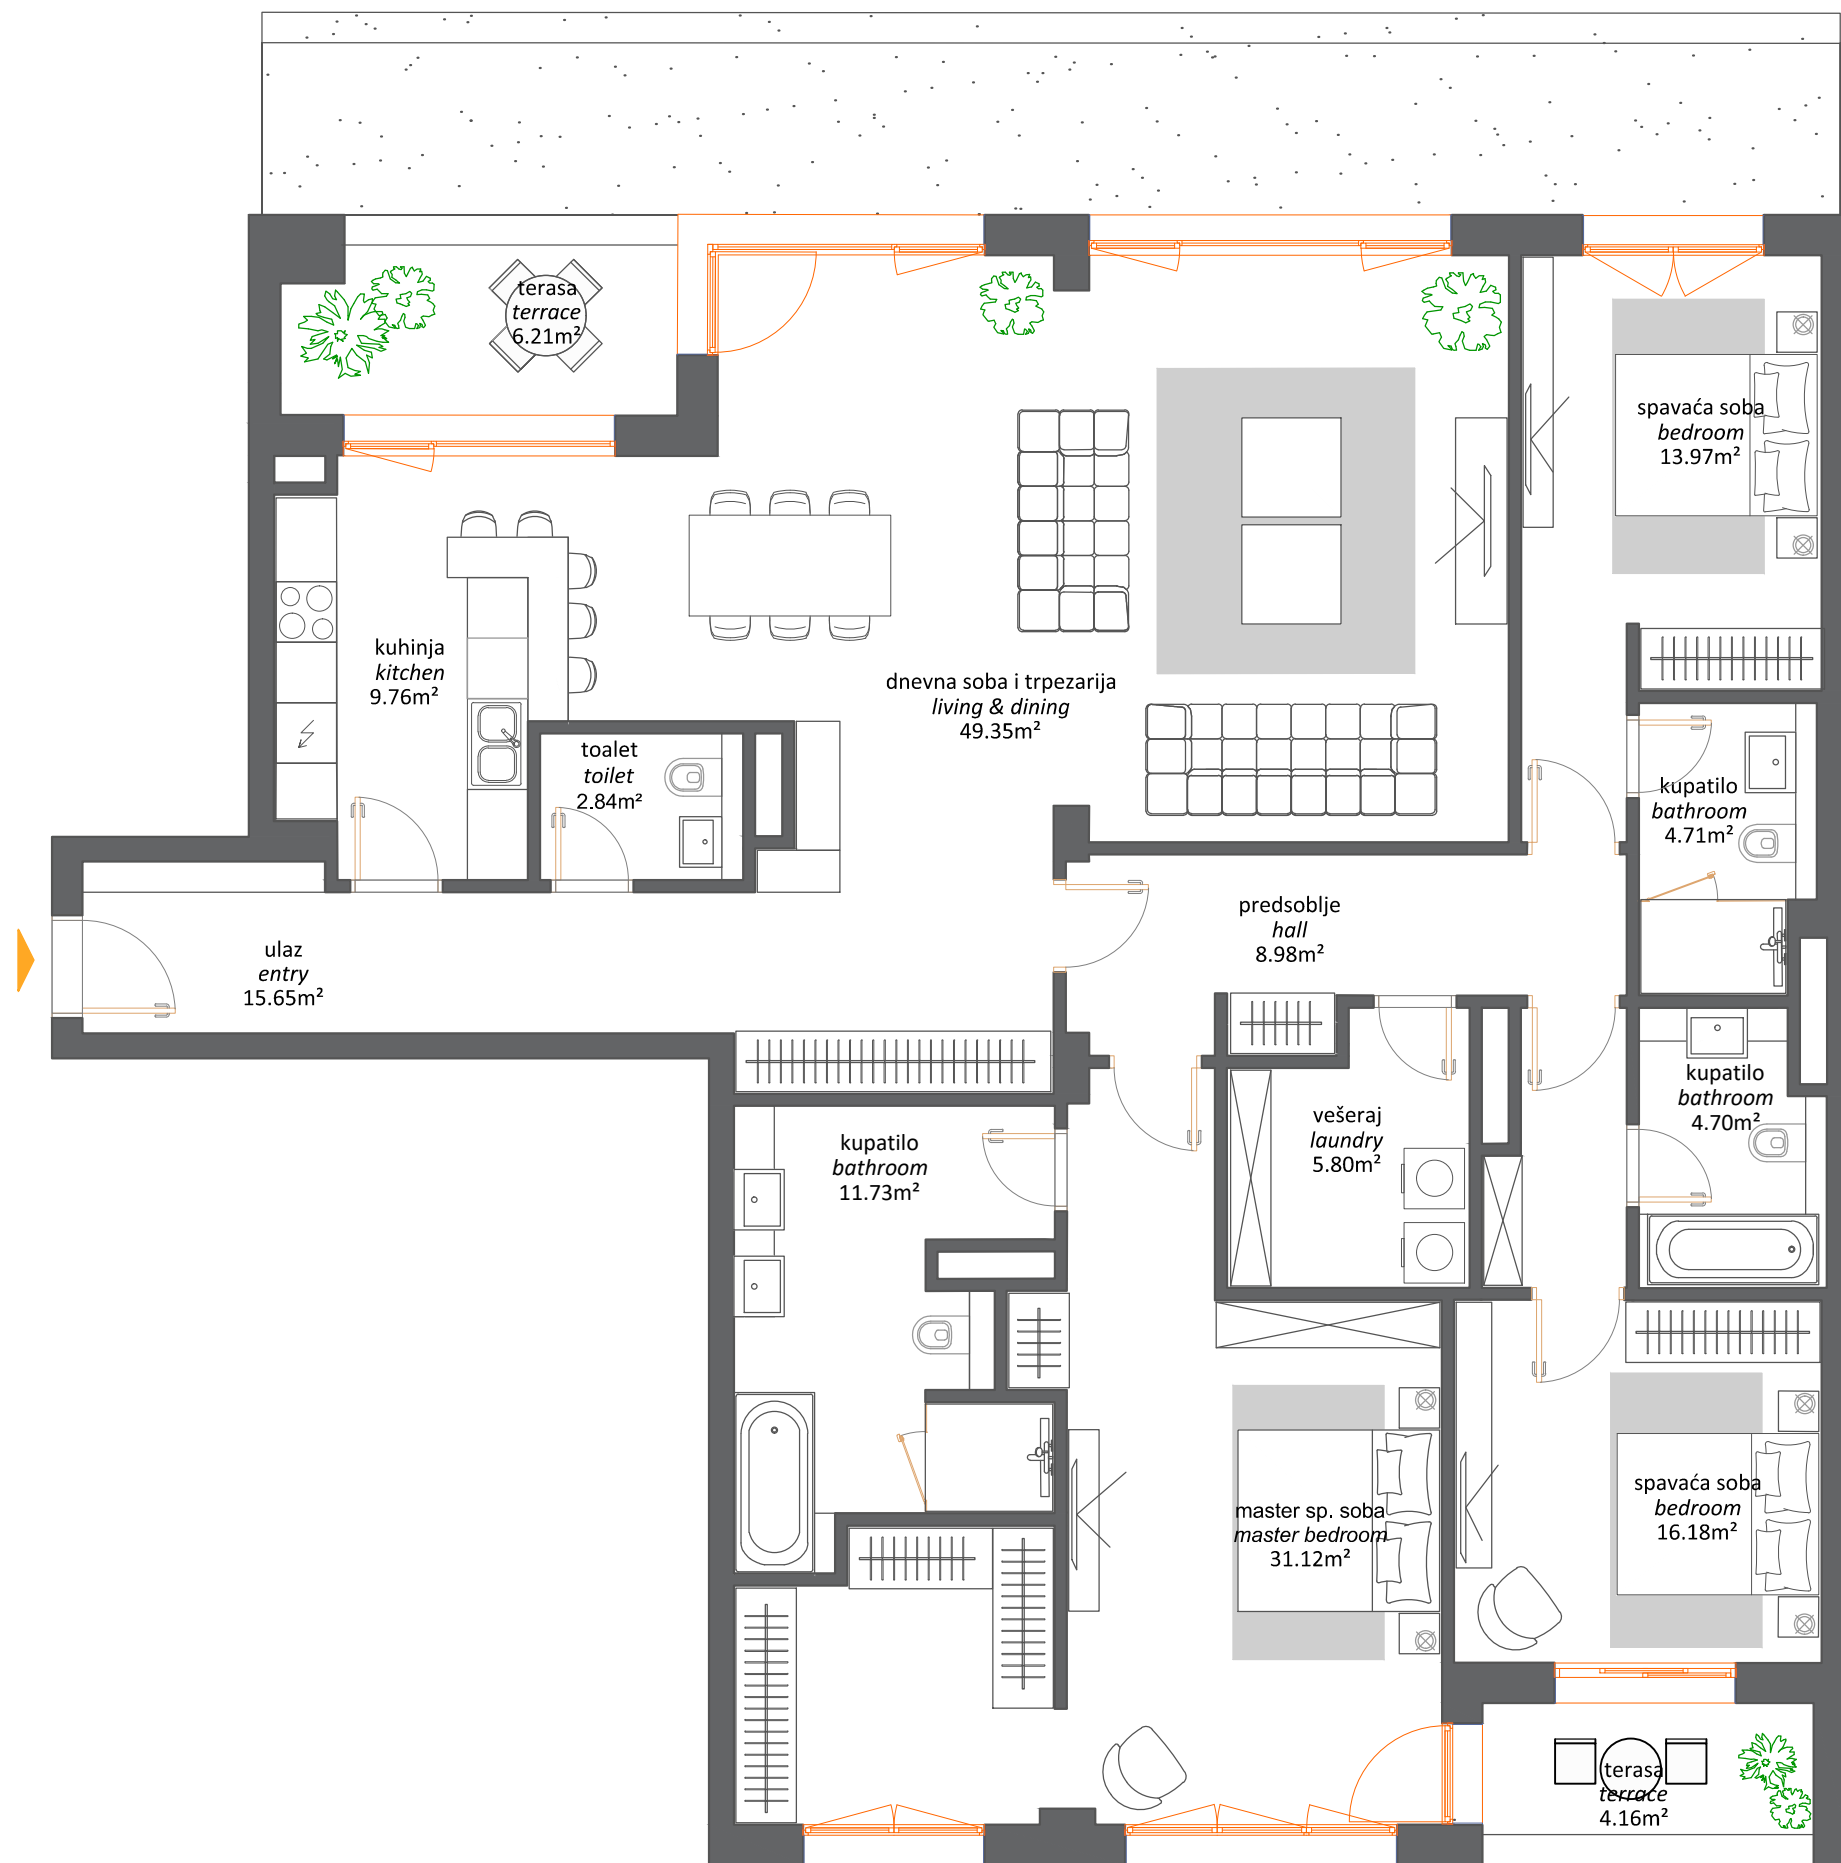 terasa
terrace
6.21m²
spavaća soba
bedroom
13.97m²
kuhinja
kitchen
9.76m²
dnevna soba i trpezarija
living & dining
49.35m²
toalet
toilet
2.84m²
kupatilo
bathroom
4.71m²
ulaz
entry
15.65m²
predsoblje
hall
8.98m²
kupatilo
bathroom
4.70m²
kupatilo
bathroom
11.73m²
vešeraj
laundry
5.80m²
master sp. soba
master bedroom
31.12m²
spavaća soba
bedroom
16.18m²
terasa
terrace
4.16m²